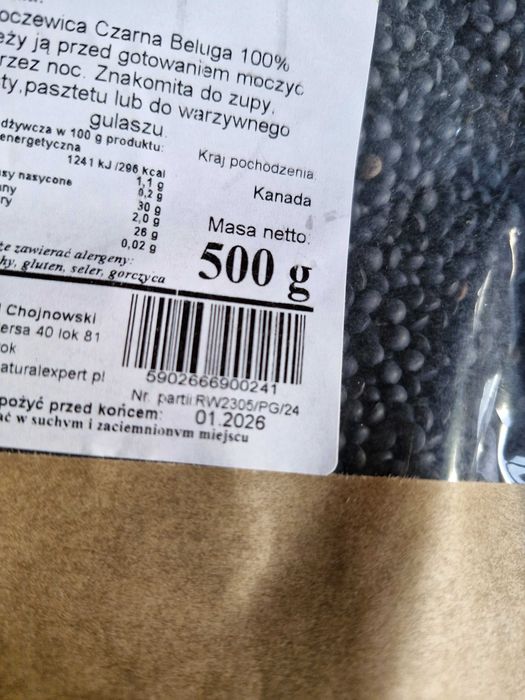 oczewica Czarna Beluga 100%
eży ją przed gotowaniem moczyć
rzez noc. Znakomita do zupy,
ty,pasztetu lub do warzywnego
gulaszu.
dżywcza w 100 g produktu:
energetyczna
1241 kJ /296 kcal
1,1 g
sy nasycone 0,2 g
any 30 g
ry 2,0 g
26 g
0,02 g
Kraj pochodzenia:
Kanada
Masa netto:
500 g
że zawierać alergeny:
hy, gluten, seler, gorczyca
Chojnowski
ersa 40 lok 81
ok
aturalexpert pl
5902666900241
Nr. partii:RW2305/PG/24
pożyć przed końcem: 01.2026
ać w suchym i zaciemnionym miejscu